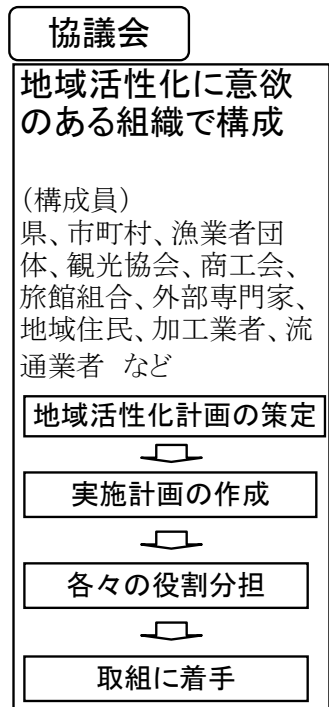 協議会
地域活性化に意欲
のある組織で構成
（構成員）
県、市町村、漁業者団
体、観光協会、商工会、
旅館組合、外部専門家、
地域住民、加工業者、流
通業者　など
地域活性化計画の策定
実施計画の作成
各々の役割分担
取組に着手